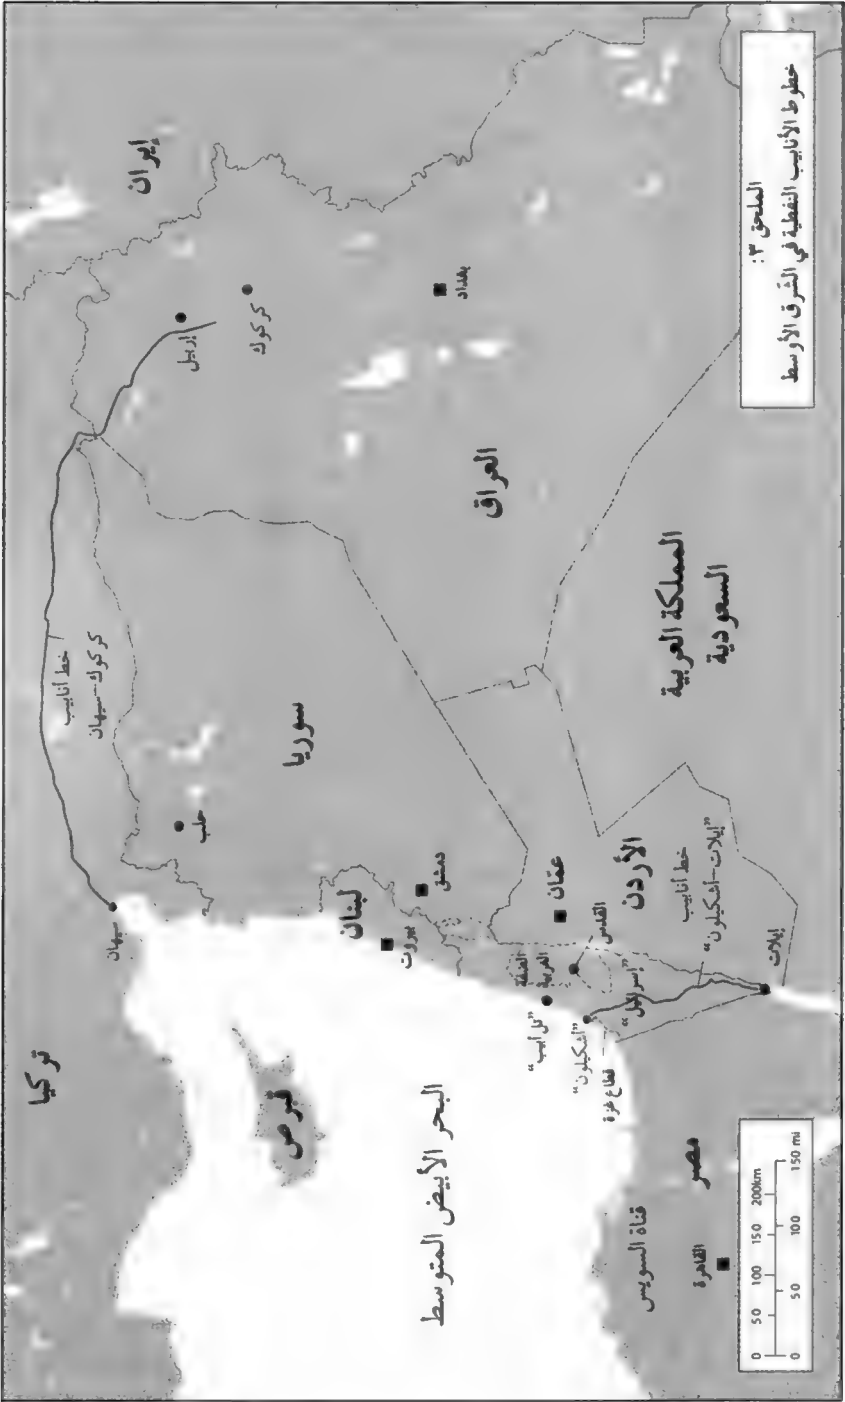 الملحق ٣:
خطوط الأنابيب النفطية في الشرق الأوسط
تركيا
إيران
سيهان
خط أنابيب
كركوك-سيهان
إربيل
كركوك
حلب
سوريا
قبرص
لبنان
بيروت
دمشق
بغداد
العراق
البحر الأبيض المتوسط
الضفة
الغربية
"تل أبيب"
عمّان
القدس
"أشكيلون"
قطاع غزة
"إسرائيل"
الأردن
خط أنابيب
"إيلات-أشكيلون"
إيلات
المملكة العربية
السعودية
قناة السويس
مصر
القاهرة
0 50 100 150 200km
0 50 100 150 mi